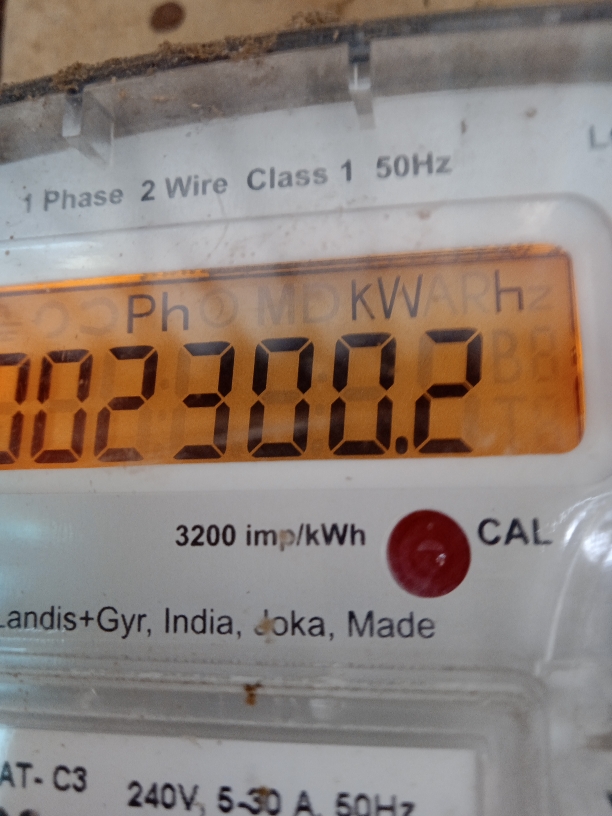 1 Phase 2 Wire Class 1 50Hz
Ph kWh
002300.2
3200 imp/kWh CAL
Landis+Gyr, India, Joka, Made
AT-C3 240V, 5-30 A, 50Hz